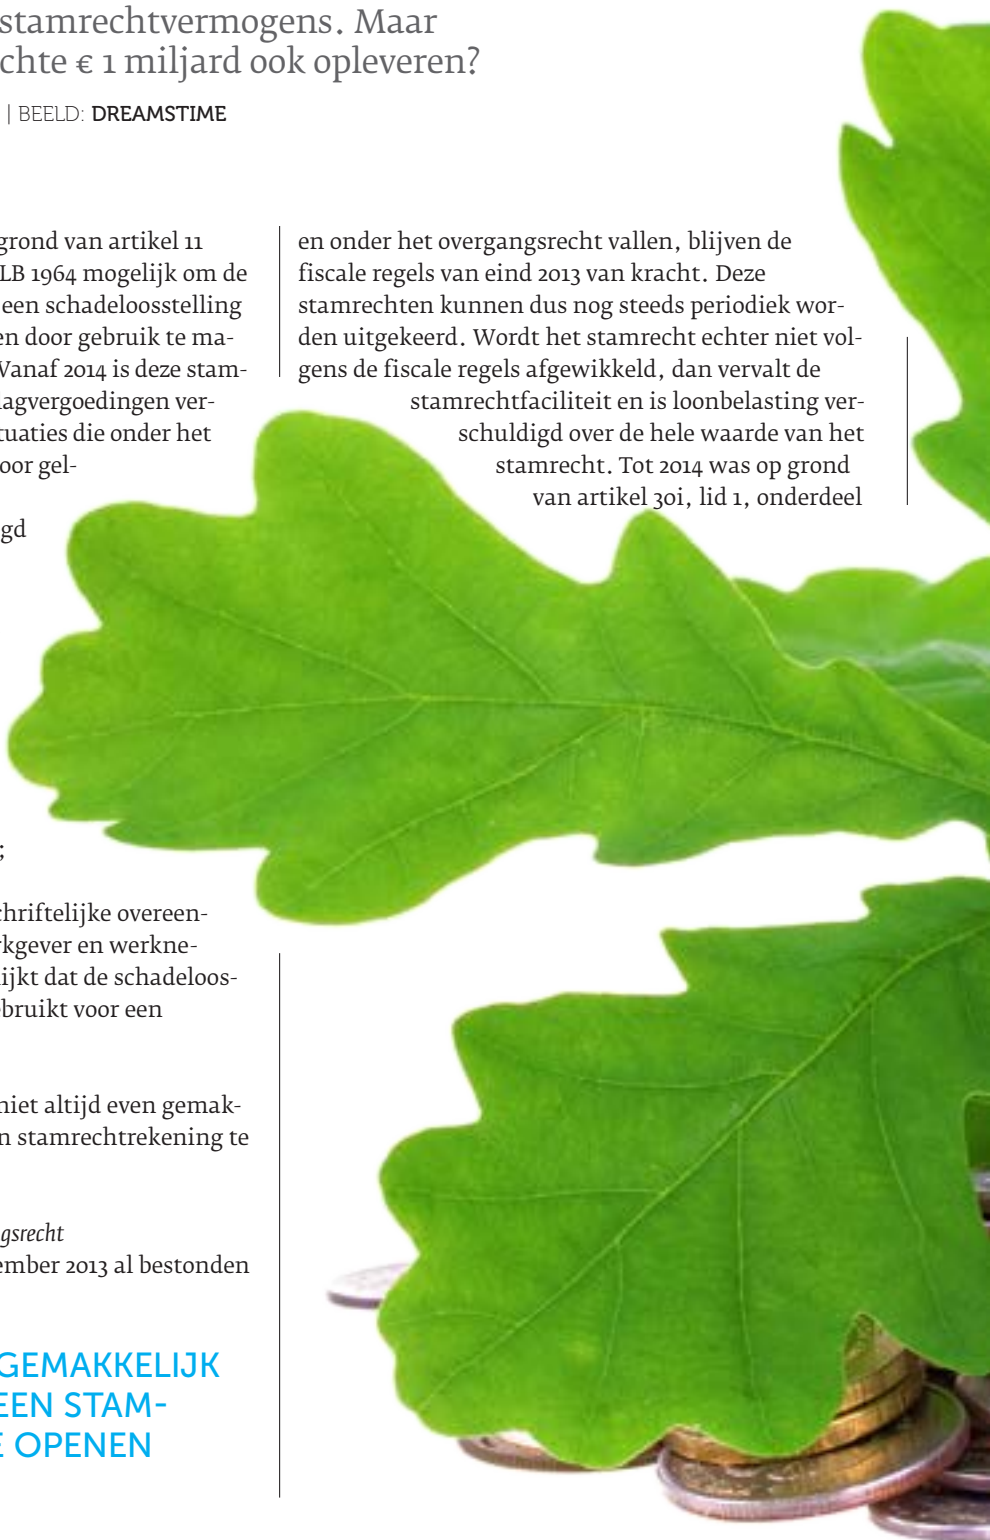 stamrechtvermogens. Maar
chte € 1 miljard ook opleveren?
| BEELD: DREAMSTIME
grond van artikel 11
LB 1964 mogelijk om de
een schadeloosstelling
en door gebruik te ma-
Vanaf 2014 is deze stam-
lagvergoedingen ver-
tuaties die onder het
oor gel-
gd
;
chriftelijke overeen-
rkgever en werkne-
ijkt dat de schadeloos-
bruikt voor een
niet altijd even gemak-
n stamrechtrekening te
gsrecht
ember 2013 al bestonden
GEMAKKELIJK
EEN STAM-
E OPENEN
en onder het overgangsrecht vallen, blijven de
fiscale regels van eind 2013 van kracht. Deze
stamrechten kunnen dus nog steeds periodiek wor-
den uitgekeerd. Wordt het stamrecht echter niet vol-
gens de fiscale regels afgewikkeld, dan vervalt de
stamrechtfaciliteit en is loonbelasting ver-
schuldigd over de hele waarde van het
stamrecht. Tot 2014 was op grond
van artikel 30i, lid 1, onderdeel